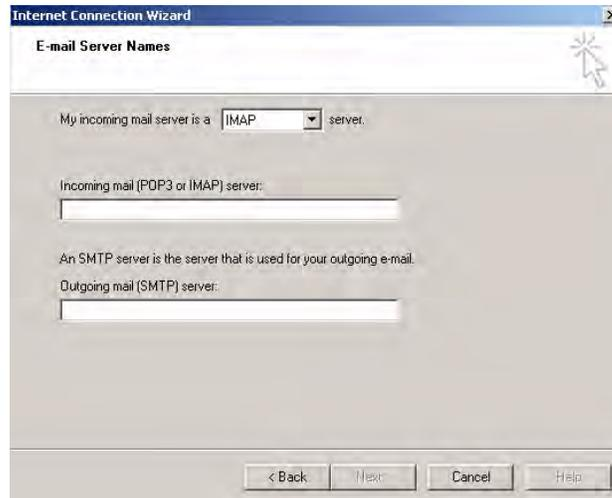 Internet Connection Wizard
E-mail Server Names
My incoming mail server is a IMAP server.
Incoming mail (POP3 or IMAP) server:
An SMTP server is the server that is used for your outgoing e-mail.
Outgoing mail (SMTP) server:
< Back Next Cancel Help